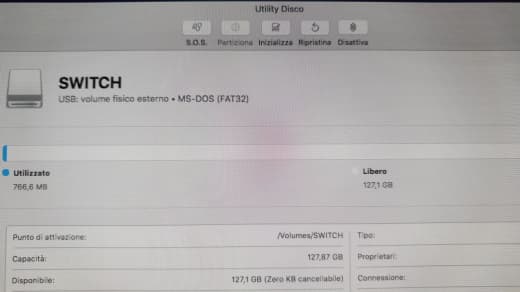 Utility Disco
S.O.S. Partiziona Inizializza Ripristina Disattiva
SWITCH
USB: volume fisico esterno • MS-DOS (FAT32)
Utilizzato Libero
766,6 MB 127,1 GB
Punto di attivazione: /Volumes/SWITCH Tipo:
Capacità: 127,87 GB Proprietari:
Disponibile: 127,1 GB (Zero KB cancellabile) Connessione: